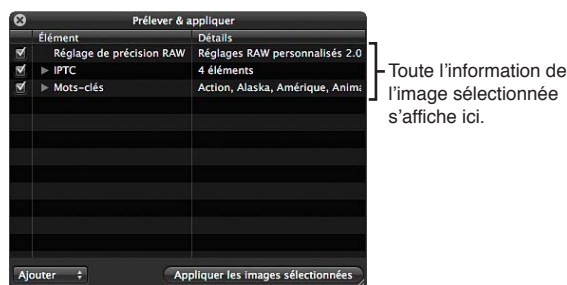 Prélever & appliquer
Élément Détails
Réglage de précision RAW Réglages RAW personnalisés 2.0
IPTC 4 éléments
Mots-clés Action, Alaska, Amérique, Anima
Toute l'information de
l'image sélectionnée
s'affiche ici.
Ajouter Appliquer les images sélectionnées